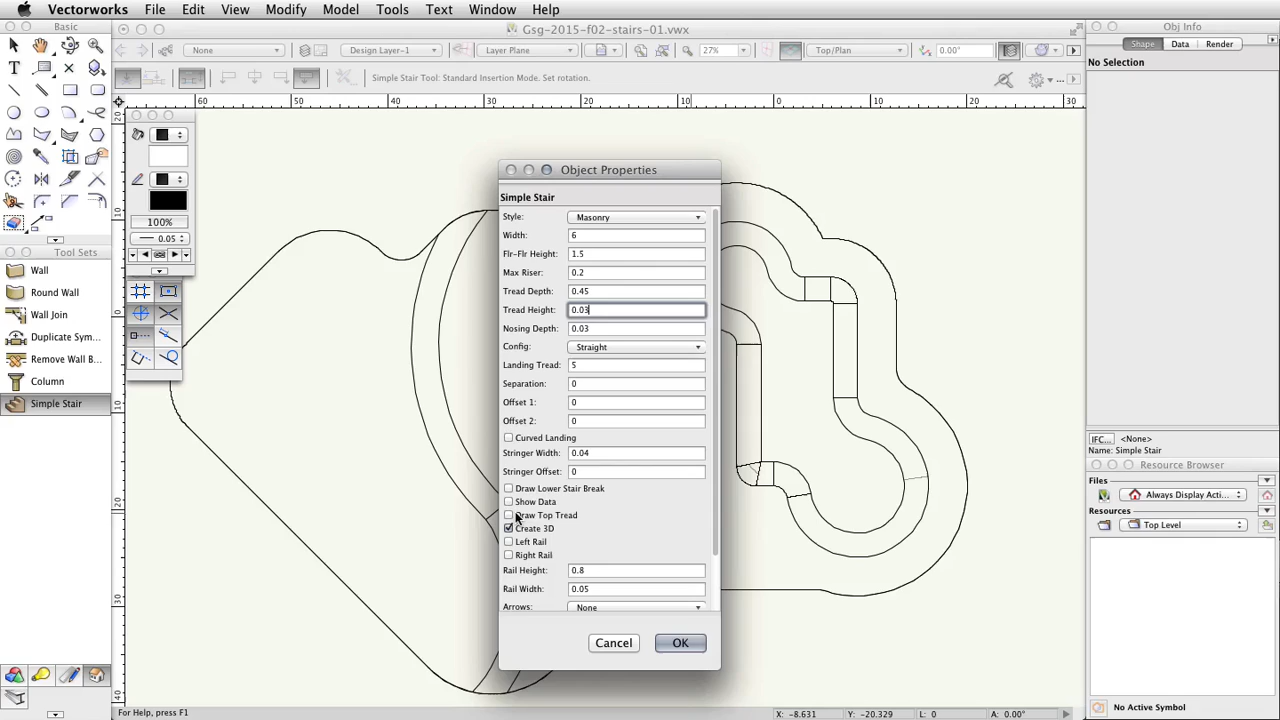 Vectorworks File Edit View Modify Model Tools Text Window Help
Basic
Gsg-2015-f02-stairs-01.vwx
Obj Info
None
Design Layer-1
Layer Plane
27%
Top/Plan
0.00°
Shape Data Render
No Selection
Simple Stair Tool: Standard Insertion Mode. Set rotation.
60 50 40 30 20 10 0 10 20 30
100%
0.05
Tool Sets
Wall
Round Wall
Wall Join
Duplicate Sym...
Remove Wall B...
Column
Simple Stair
10
0
10
20
30
40
Object Properties
Simple Stair
Style: Masonry
Width: 6
Flr-Flr Height: 1.5
Max Riser: 0.2
Tread Depth: 0.45
Tread Height: 0.03
Nosing Depth: 0.03
Config: Straight
Landing Tread: 5
Separation: 0
Offset 1: 0
Offset 2: 0
Curved Landing
Stringer Width: 0.04
Stringer Offset: 0
Draw Lower Stair Break
Show Data
Draw Top Tread
Create 3D
Left Rail
Right Rail
Rail Height: 0.8
Rail Width: 0.05
Arrows: None
Cancel OK
IFC... <None>
Name: Simple Stair
Resource Browser
Files
Always Display Acti...
Resources
Top Level
No Active Symbol
For Help, press F1
X: -8.631 Y: -20.329 L: 0 A: 0.00°